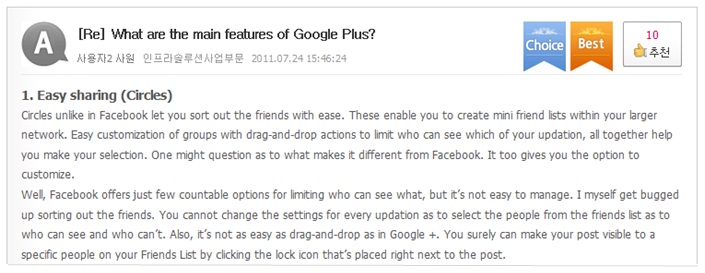 A
[Re] What are the main features of Google Plus?
사용자2 사원 인프라솔루션사업부문 2011.07.24 15:46:24
Choice
Best
10
추천
1. Easy sharing (Circles)
Circles unlike in Facebook let you sort out the friends with ease. These enable you to create mini friend lists within your larger
network. Easy customization of groups with drag-and-drop actions to limit who can see which of your updation, all together help
you make your selection. One might question as to what makes it different from Facebook. It too gives you the option to
customize.
Well, Facebook offers just few countable options for limiting who can see what, but it's not easy to manage. I myself get bugged
up sorting out the friends. You cannot change the settings for every updation as to select the people from the friends list as to
who can see and who can't. Also, it's not as easy as drag-and-drop as in Google +. You surely can make your post visible to a
specific people on your Friends List by clicking the lock icon that's placed right next to the post.